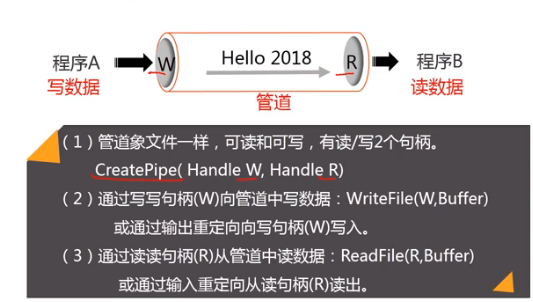 程序A
写数据
W
Hello 2018
R
程序B
读数据
管道
（1）管道象文件一样，可读和可写，有读/写2个句柄。
CreatePipe( Handle W, Handle R)
（2）通过写写句柄(W)向管道中写数据：WriteFile(W,Buffer)
或通过输出重定向向写句柄(W)写入。
（3）通过读读句柄(R)从管道中读数据：ReadFile(R,Buffer)
或通过输入重定向从读句柄(R)读出。